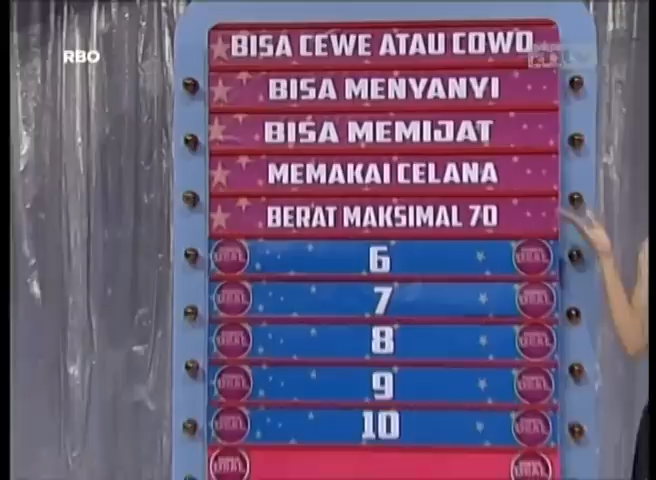 RBO
BISA CEWE ATAU COWO
BISA MENYANYI
BISA MEMIJAT
MEMAKAI CELANA
BERAT MAKSIMAL 70
6
7
8
9
10